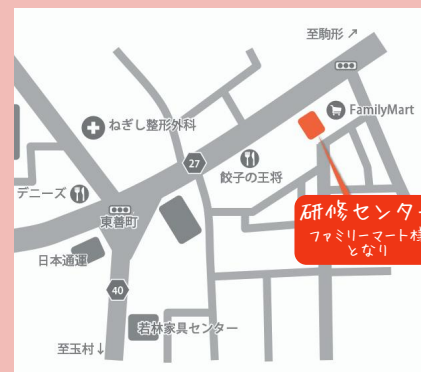 至駒形↗
FamilyMart
ねぎし整形外科
27
餃子の王将
デニーズ
東善町
研修センター
ファミリーマート様
となり
日本通運
40
若林家具センター
至玉村↓